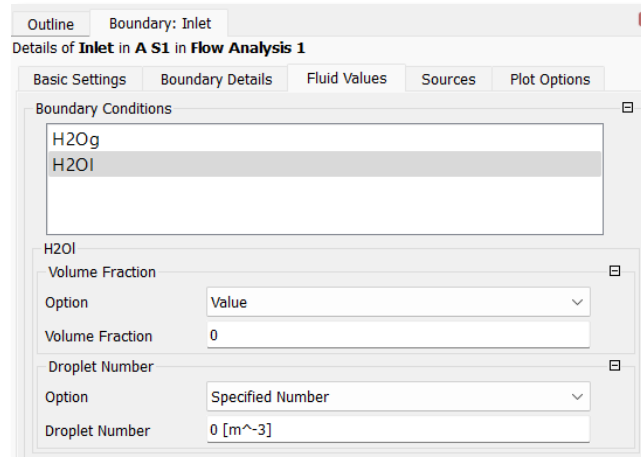 Outline Boundary: Inlet
Details of Inlet in A S1 in Flow Analysis 1
Basic Settings Boundary Details Fluid Values Sources Plot Options
Boundary Conditions
H2Og
H2Ol
H2Ol
Volume Fraction
Option Value
Volume Fraction 0
Droplet Number
Option Specified Number
Droplet Number 0 [m^-3]